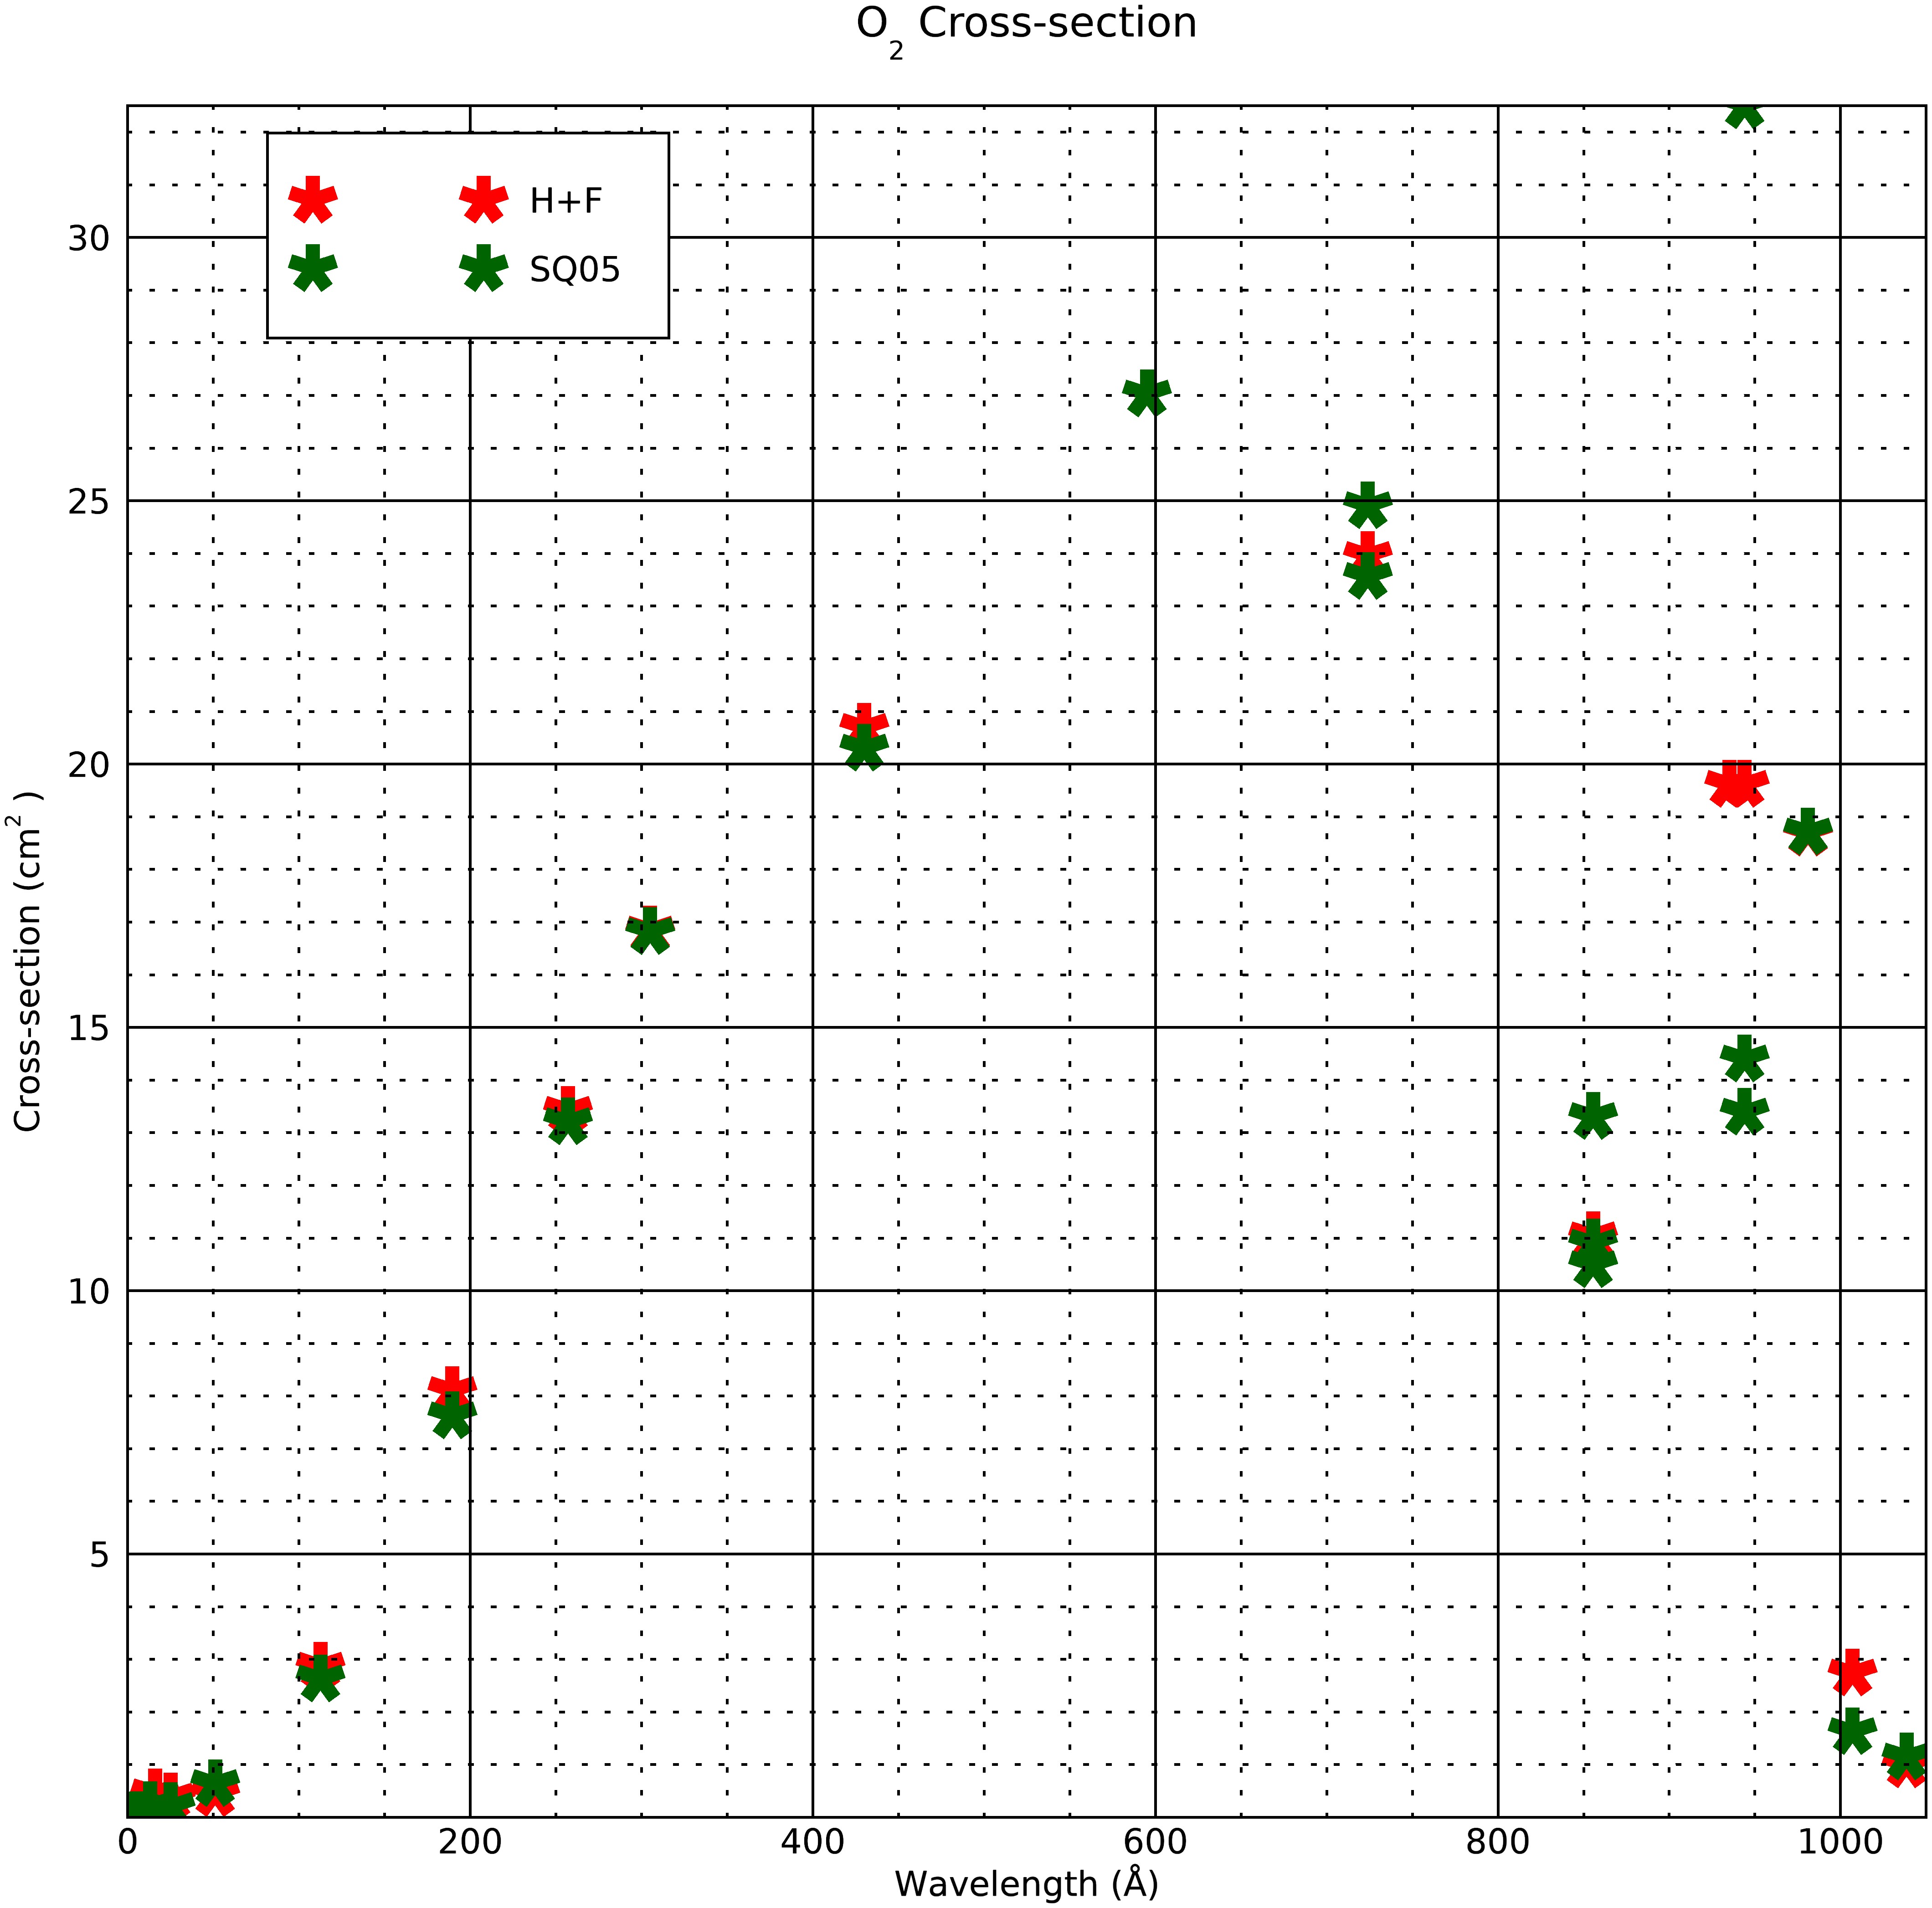 O₂ Cross-section
H+F
SQ05
30
25
20
15
10
5
Cross-section (cm²)
0 200 400 600 800 1000
Wavelength (Å)